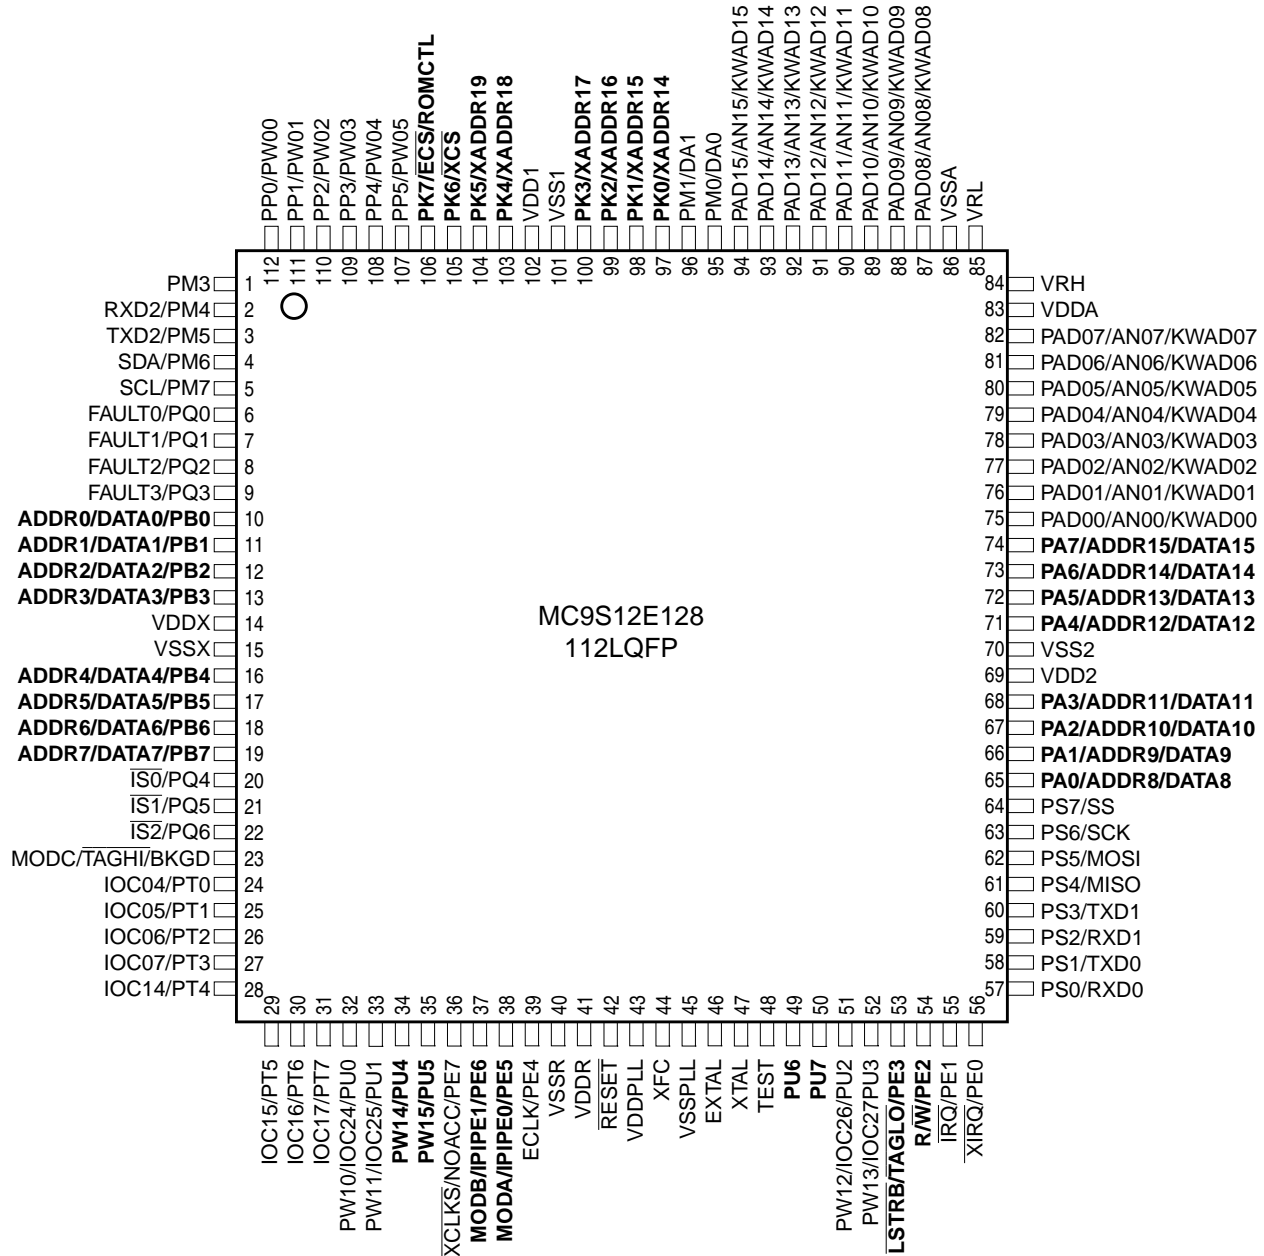 PP0/PW00
PP1/PW01
PP2/PW02
PP3/PW03
PP4/PW04
PP5/PW05
PK7/ECS/ROMCTL
PK6/XCS
PK5/XADDR19
PK4/XADDR18
VDD1
VSS1
PK3/XADDR17
PK2/XADDR16
PK1/XADDR15
PK0/XADDR14
PM1/DA1
PM0/DA0
PAD15/AN15/KWAD15
PAD14/AN14/KWAD14
PAD13/AN13/KWAD13
PAD12/AN12/KWAD12
PAD11/AN11/KWAD11
PAD10/AN10/KWAD10
PAD09/AN09/KWAD09
PAD08/AN08/KWAD08
VSSA
VRL
112
111
110
109
108
107
106
105
104
103
102
101
100
99
98
97
96
95
94
93
92
91
90
89
88
87
86
85
PM3 1
RXD2/PM4 2
TXD2/PM5 3
SDA/PM6 4
SCL/PM7 5
FAULT0/PQ0 6
FAULT1/PQ1 7
FAULT2/PQ2 8
FAULT3/PQ3 9
ADDR0/DATA0/PB0 10
ADDR1/DATA1/PB1 11
ADDR2/DATA2/PB2 12
ADDR3/DATA3/PB3 13
VDDX 14
VSSX 15
ADDR4/DATA4/PB4 16
ADDR5/DATA5/PB5 17
ADDR6/DATA6/PB6 18
ADDR7/DATA7/PB7 19
IS0/PQ4 20
IS1/PQ5 21
IS2/PQ6 22
MODC/TAGHI/BKGD 23
IOC04/PT0 24
IOC05/PT1 25
IOC06/PT2 26
IOC07/PT3 27
IOC14/PT4 28
MC9S12E128
112LQFP
84 VRH
83 VDDA
82 PAD07/AN07/KWAD07
81 PAD06/AN06/KWAD06
80 PAD05/AN05/KWAD05
79 PAD04/AN04/KWAD04
78 PAD03/AN03/KWAD03
77 PAD02/AN02/KWAD02
76 PAD01/AN01/KWAD01
75 PAD00/AN00/KWAD00
74 PA7/ADDR15/DATA15
73 PA6/ADDR14/DATA14
72 PA5/ADDR13/DATA13
71 PA4/ADDR12/DATA12
70 VSS2
69 VDD2
68 PA3/ADDR11/DATA11
67 PA2/ADDR10/DATA10
66 PA1/ADDR9/DATA9
65 PA0/ADDR8/DATA8
64 PS7/SS
63 PS6/SCK
62 PS5/MOSI
61 PS4/MISO
60 PS3/TXD1
59 PS2/RXD1
58 PS1/TXD0
57 PS0/RXD0
29
30
31
32
33
34
35
36
37
38
39
40
41
42
43
44
45
46
47
48
49
50
51
52
53
54
55
56
IOC15/PT5
IOC16/PT6
IOC17/PT7
PW10/IOC24/PU0
PW11/IOC25/PU1
PW14/PU4
PW15/PU5
XCLKS/NOACC/PE7
MODB/IPIPE1/PE6
MODA/IPIPE0/PE5
ECLK/PE4
VSSR
VDDR
RESET
VDDPLL
XFC
VSSPLL
EXTAL
XTAL
TEST
PU6
PU7
PW12/IOC26/PU2
PW13/IOC27PU3
LSTRB/TAGLO/PE3
R/W/PE2
IRQ/PE1
XIRQ/PE0